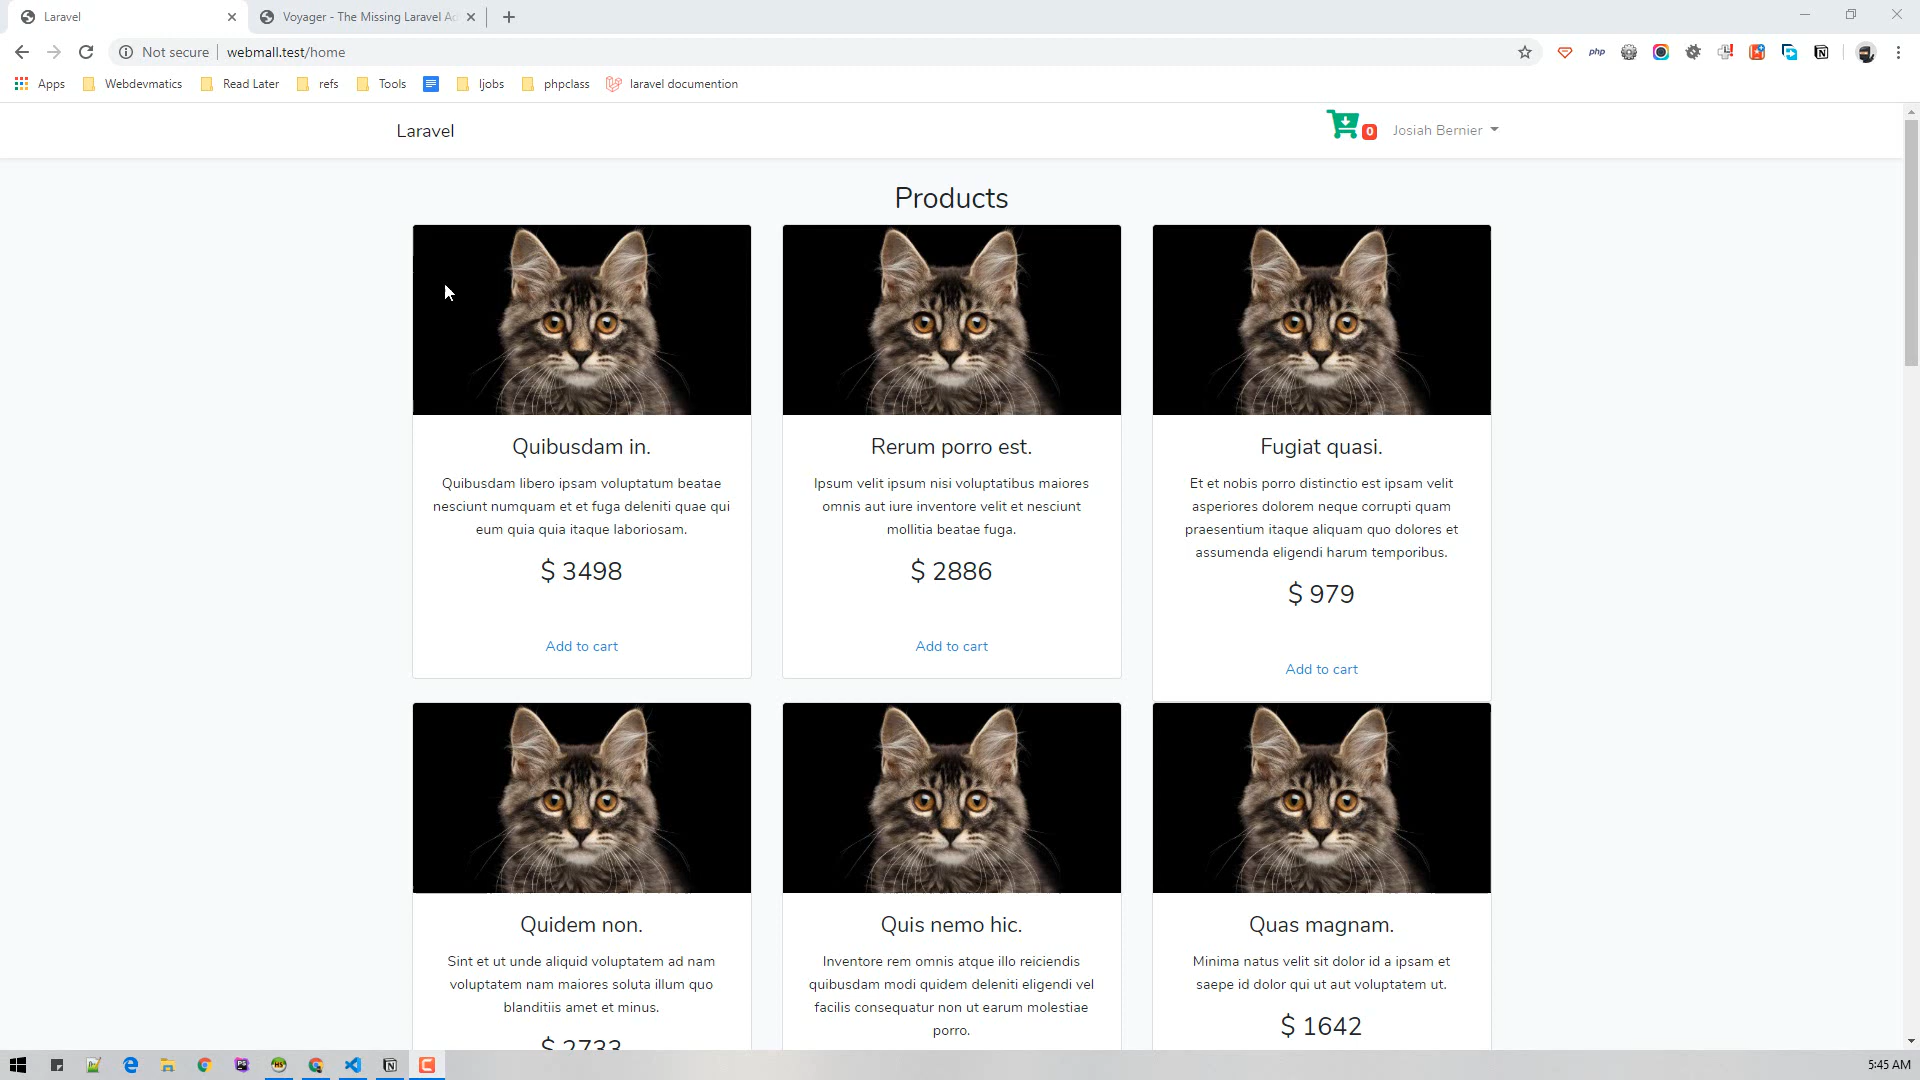 Laravel
Voyager - The Missing Laravel Ad
Not secure
webmall.test/home
php
Apps
Webdevmatics
Read Later
refs
Tools
ljobs
phpclass
laravel documention
Laravel
0
Josiah Bernier
Products
Quibusdam in.
Quibusdam libero ipsam voluptatum beatae
nesciunt numquam et et fuga deleniti quae qui
eum quia quia itaque laboriosam.
$ 3498
Add to cart
Rerum porro est.
Ipsum velit ipsum nisi voluptatibus maiores
omnis aut iure inventore velit et nesciunt
mollitia beatae fuga.
$ 2886
Add to cart
Fugiat quasi.
Et et nobis porro distinctio est ipsam velit
asperiores dolorem neque corrupti quam
praesentium itaque aliquam quo dolores et
assumenda eligendi harum temporibus.
$ 979
Add to cart
Quidem non.
Sint et ut unde aliquid voluptatem ad nam
voluptatem nam maiores soluta illum quo
blanditiis amet et minus.
$ 2733
Quis nemo hic.
Inventore rem omnis atque illo reiciendis
quibusdam modi quidem deleniti eligendi vel
facilis consequatur non ut earum molestiae
porro.
Quas magnam.
Minima natus velit sit dolor id a ipsam et
saepe id dolor qui ut aut voluptatem ut.
$ 1642
5:45 AM